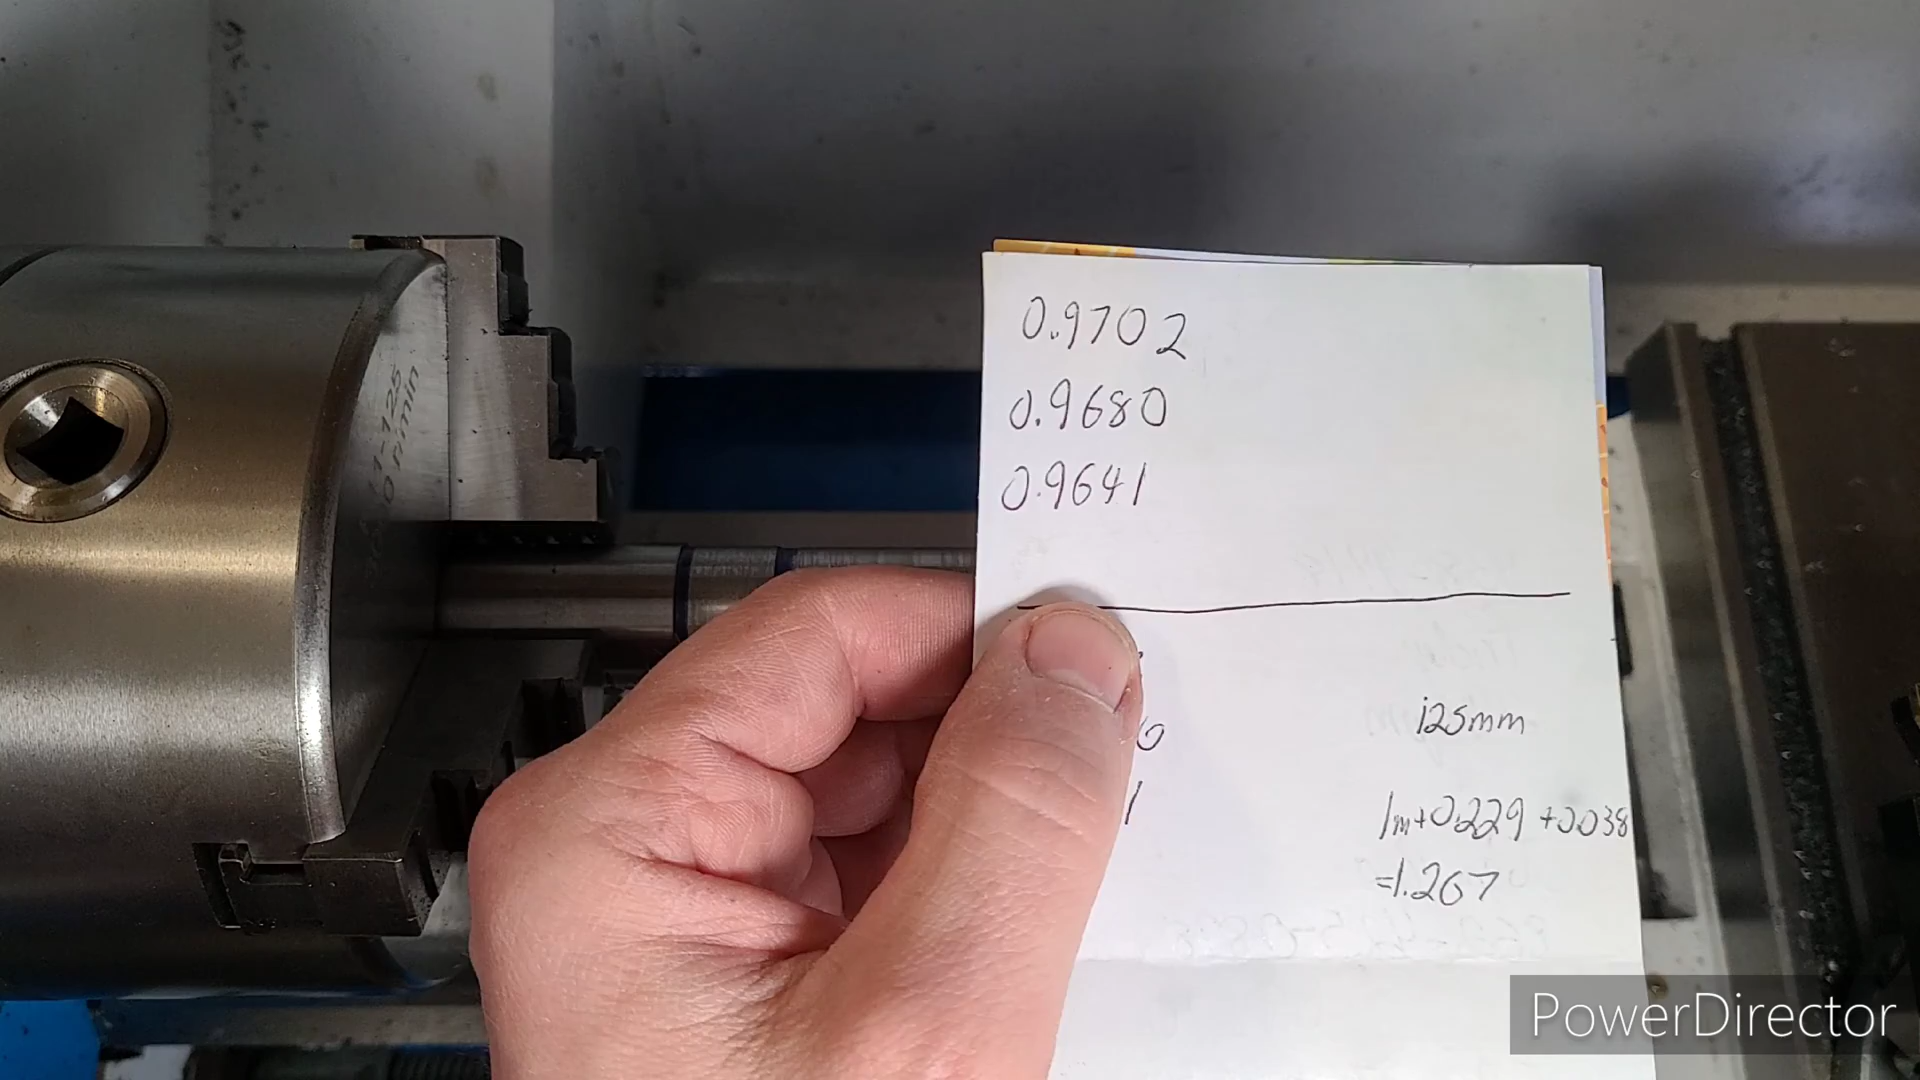 0.9702
0.9680
0.9641
125mm
1m+0.229 +0.038
=1.267
PowerDirector